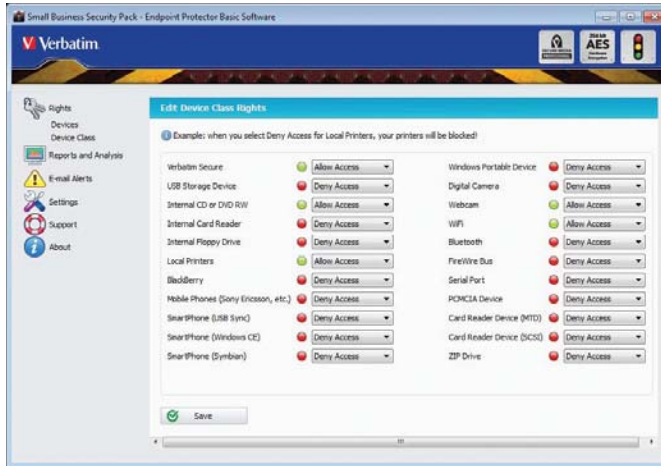 Small Business Security Pack - Endpoint Protector Basic Software
Verbatim.
AES
Rights
Devices
Device Class
Reports and Analysis
E-mail Alerts
Settings
Support
About
Edit Device Class Rights
Example: when you select Deny Access for Local Printers, your printers will be blocked!
Verbatim Secure Allow Access
USB Storage Device Deny Access
Internal CD or DVD RW Allow Access
Internal Card Reader Deny Access
Internal Floppy Drive Deny Access
Local Printers Allow Access
BlackBerry Deny Access
Mobile Phones (Sony Ericsson, etc.) Deny Access
SmartPhone (USB Sync) Deny Access
SmartPhone (Windows CE) Deny Access
SmartPhone (Symbian) Deny Access
Windows Portable Device Deny Access
Digital Camera Deny Access
Webcam Allow Access
WiFi Allow Access
Bluetooth Deny Access
FireWire Bus Deny Access
Serial Port Deny Access
PCMCIA Device Deny Access
Card Reader Device (MTD) Deny Access
Card Reader Device (SCSI) Deny Access
ZIP Drive Deny Access
Save